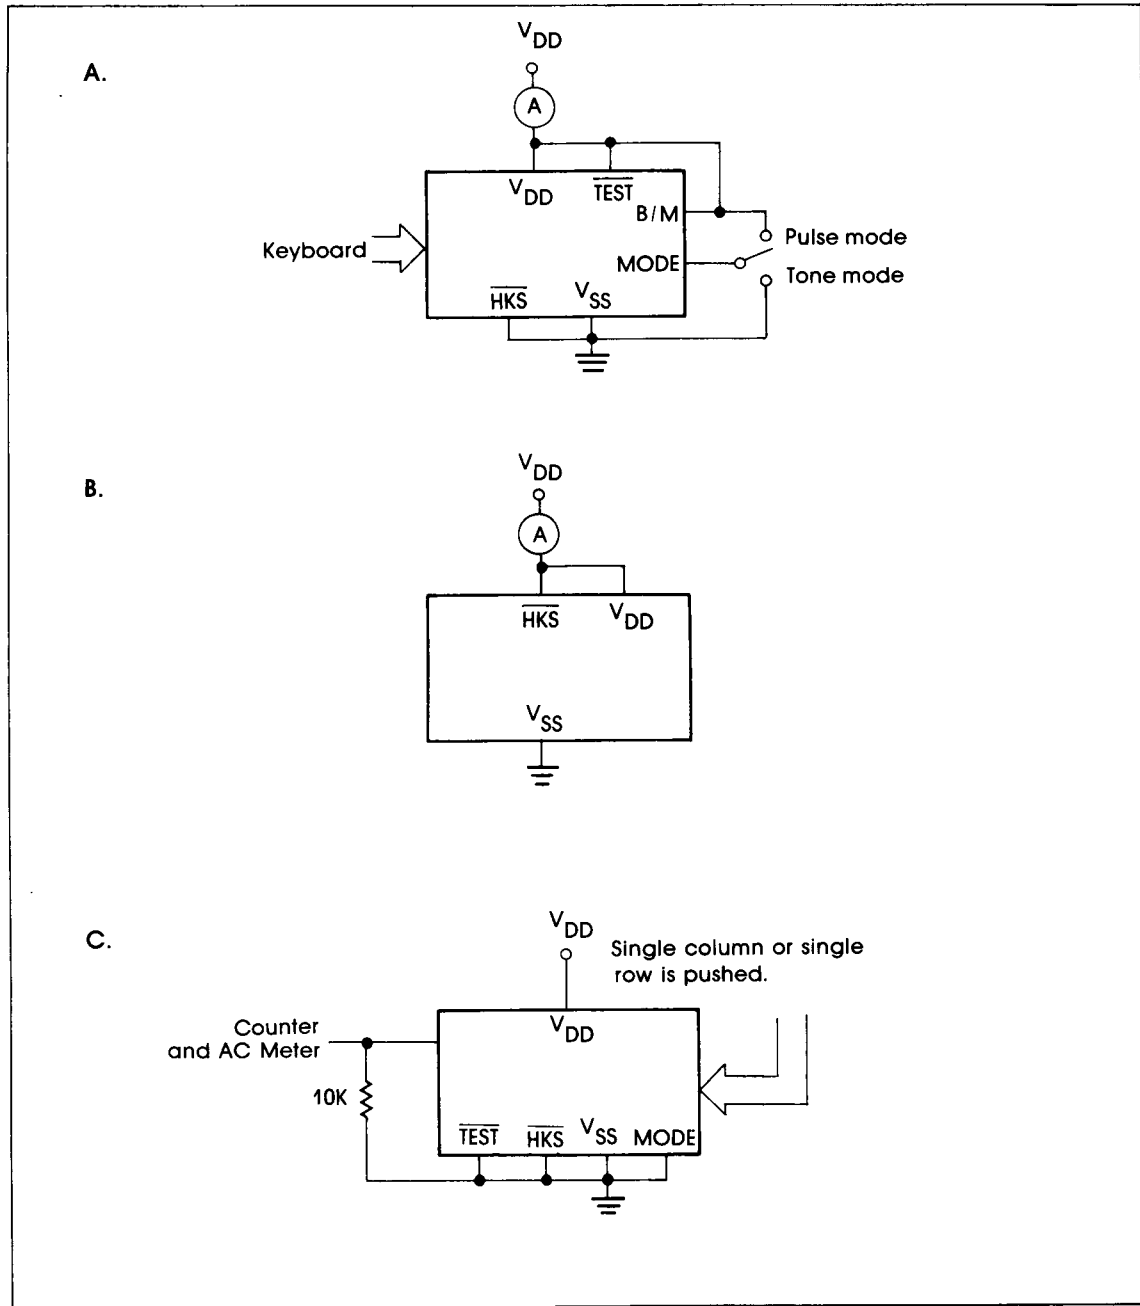 A.
VDD
A
VDD
TEST
B/M
Keyboard
MODE
Pulse mode
Tone mode
HKS
VSS
B.
VDD
A
HKS
VDD
VSS
C.
VDD
Single column or single
row is pushed.
VDD
Counter
and AC Meter
10K
TEST
HKS
VSS
MODE